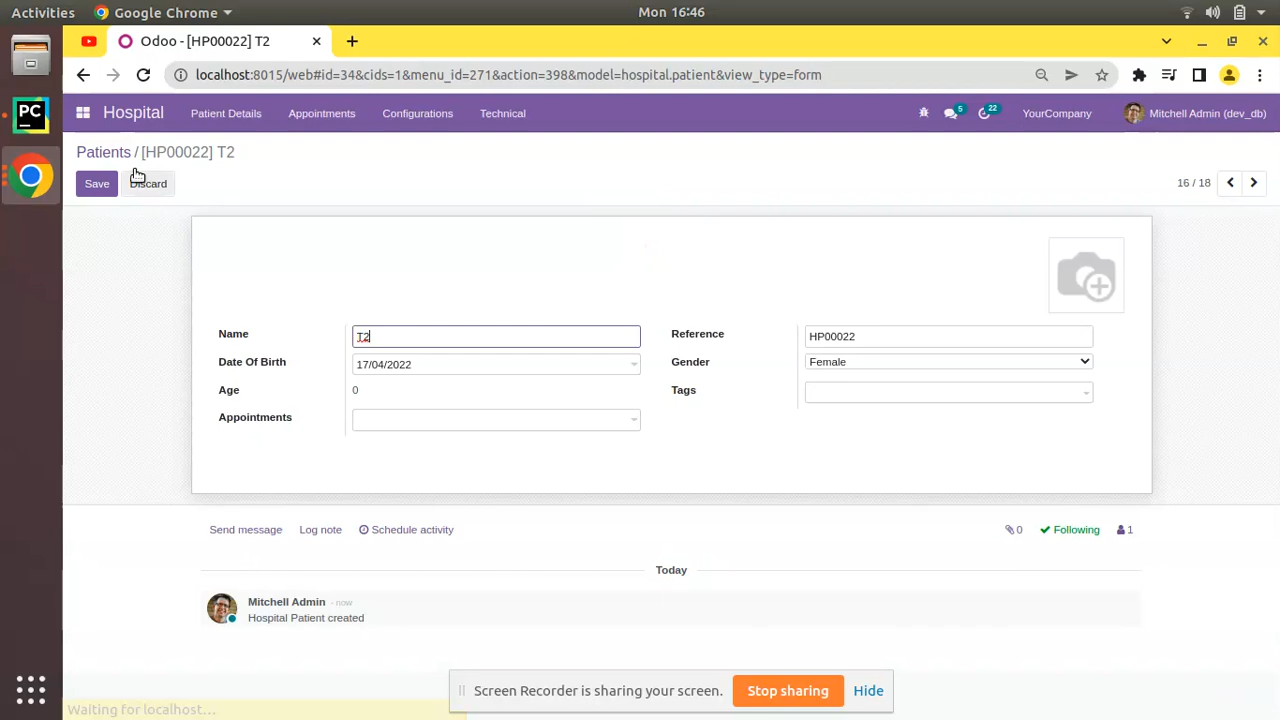 Activities Google Chrome Mon 16:46
Odoo - [HP00022] T2
localhost:8015/web#id=34&cids=1&menu_id=271&action=398&model=hospital.patient&view_type=form
Hospital Patient Details Appointments Configurations Technical 5 22 YourCompany Mitchell Admin (dev_db)
Patients / [HP00022] T2
Save Discard 16 / 18
Name T2 Reference HP00022
Date Of Birth 17/04/2022 Gender Female
Age 0 Tags
Appointments
Send message Log note Schedule activity 0 Following 1
Today
Mitchell Admin - now
Hospital Patient created
Screen Recorder is sharing your screen. Stop sharing Hide
Waiting for localhost...
PC